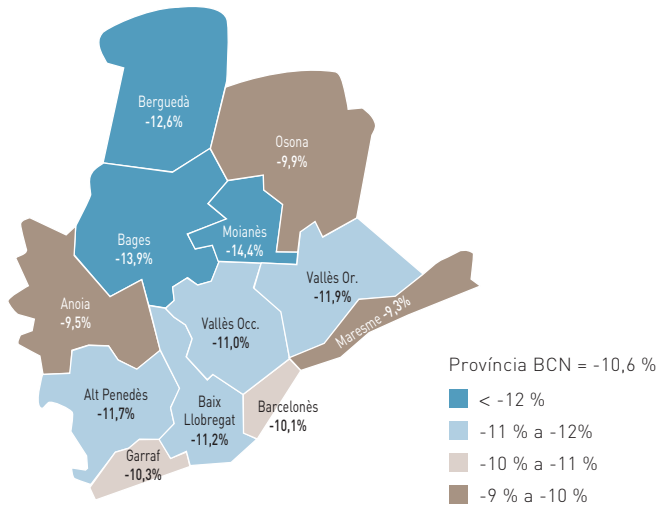 Berguedà
-12,6%
Osona
-9,9%
Bages
-13,9%
Moianès
-14,4%
Vallès Or.
-11,9%
Anoia
-9,5%
Vallès Occ.
-11,0%
Maresme -9,3%
Alt Penedès
-11,7%
Baix
Llobregat
-11,2%
Barcelonès
-10,1%
Garraf
-10,3%
Província BCN = -10,6 %
< -12 %
-11 % a -12%
-10 % a -11 %
-9 % a -10 %